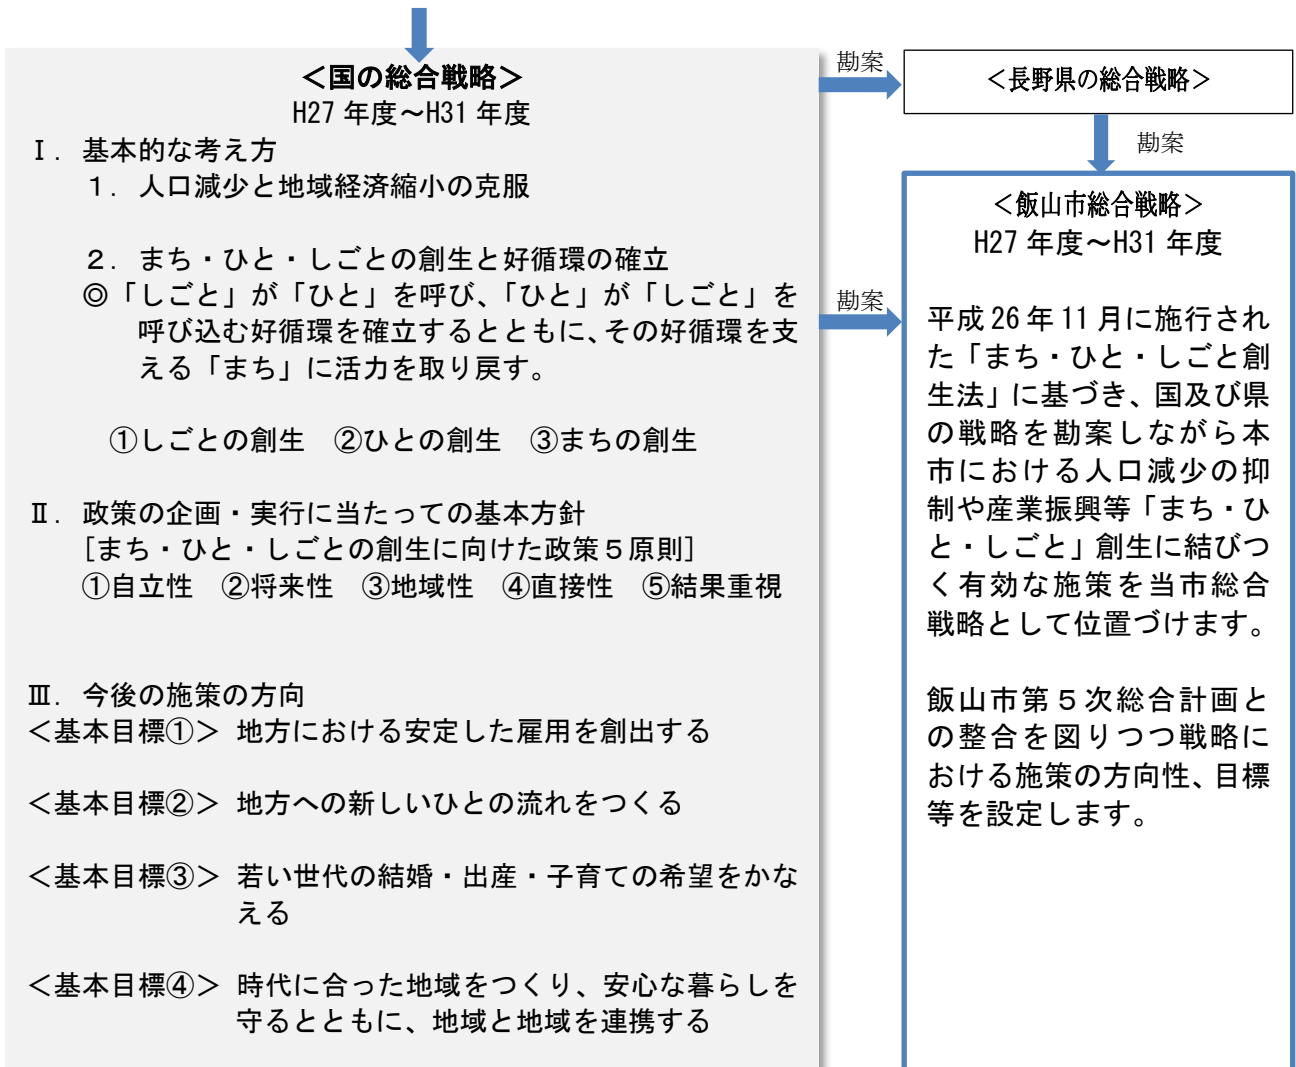 ＜国の総合戦略＞
H27 年度～H31 年度
Ⅰ．基本的な考え方
１．人口減少と地域経済縮小の克服
２．まち・ひと・しごとの創生と好循環の確立
◎「しごと」が「ひと」を呼び、「ひと」が「しごと」を
呼び込む好循環を確立するとともに、その好循環を支
える「まち」に活力を取り戻す。
①しごとの創生　②ひとの創生　③まちの創生
Ⅱ．政策の企画・実行に当たっての基本方針
［まち・ひと・しごとの創生に向けた政策５原則］
①自立性　②将来性　③地域性　④直接性　⑤結果重視
Ⅲ．今後の施策の方向
＜基本目標①＞ 地方における安定した雇用を創出する
＜基本目標②＞ 地方への新しいひとの流れをつくる
＜基本目標③＞ 若い世代の結婚・出産・子育ての希望をかな
える
＜基本目標④＞ 時代に合った地域をつくり、安心な暮らしを
守るとともに、地域と地域を連携する
勘案
＜長野県の総合戦略＞
勘案
勘案
＜飯山市総合戦略＞
H27 年度～H31 年度
平成 26 年 11 月に施行され
た「まち・ひと・しごと創
生法」に基づき、国及び県
の戦略を勘案しながら本
市における人口減少の抑
制や産業振興等「まち・ひ
と・しごと」創生に結びつ
く有効な施策を当市総合
戦略として位置づけます。
飯山市第５次総合計画と
の整合を図りつつ戦略に
おける施策の方向性、目標
等を設定します。